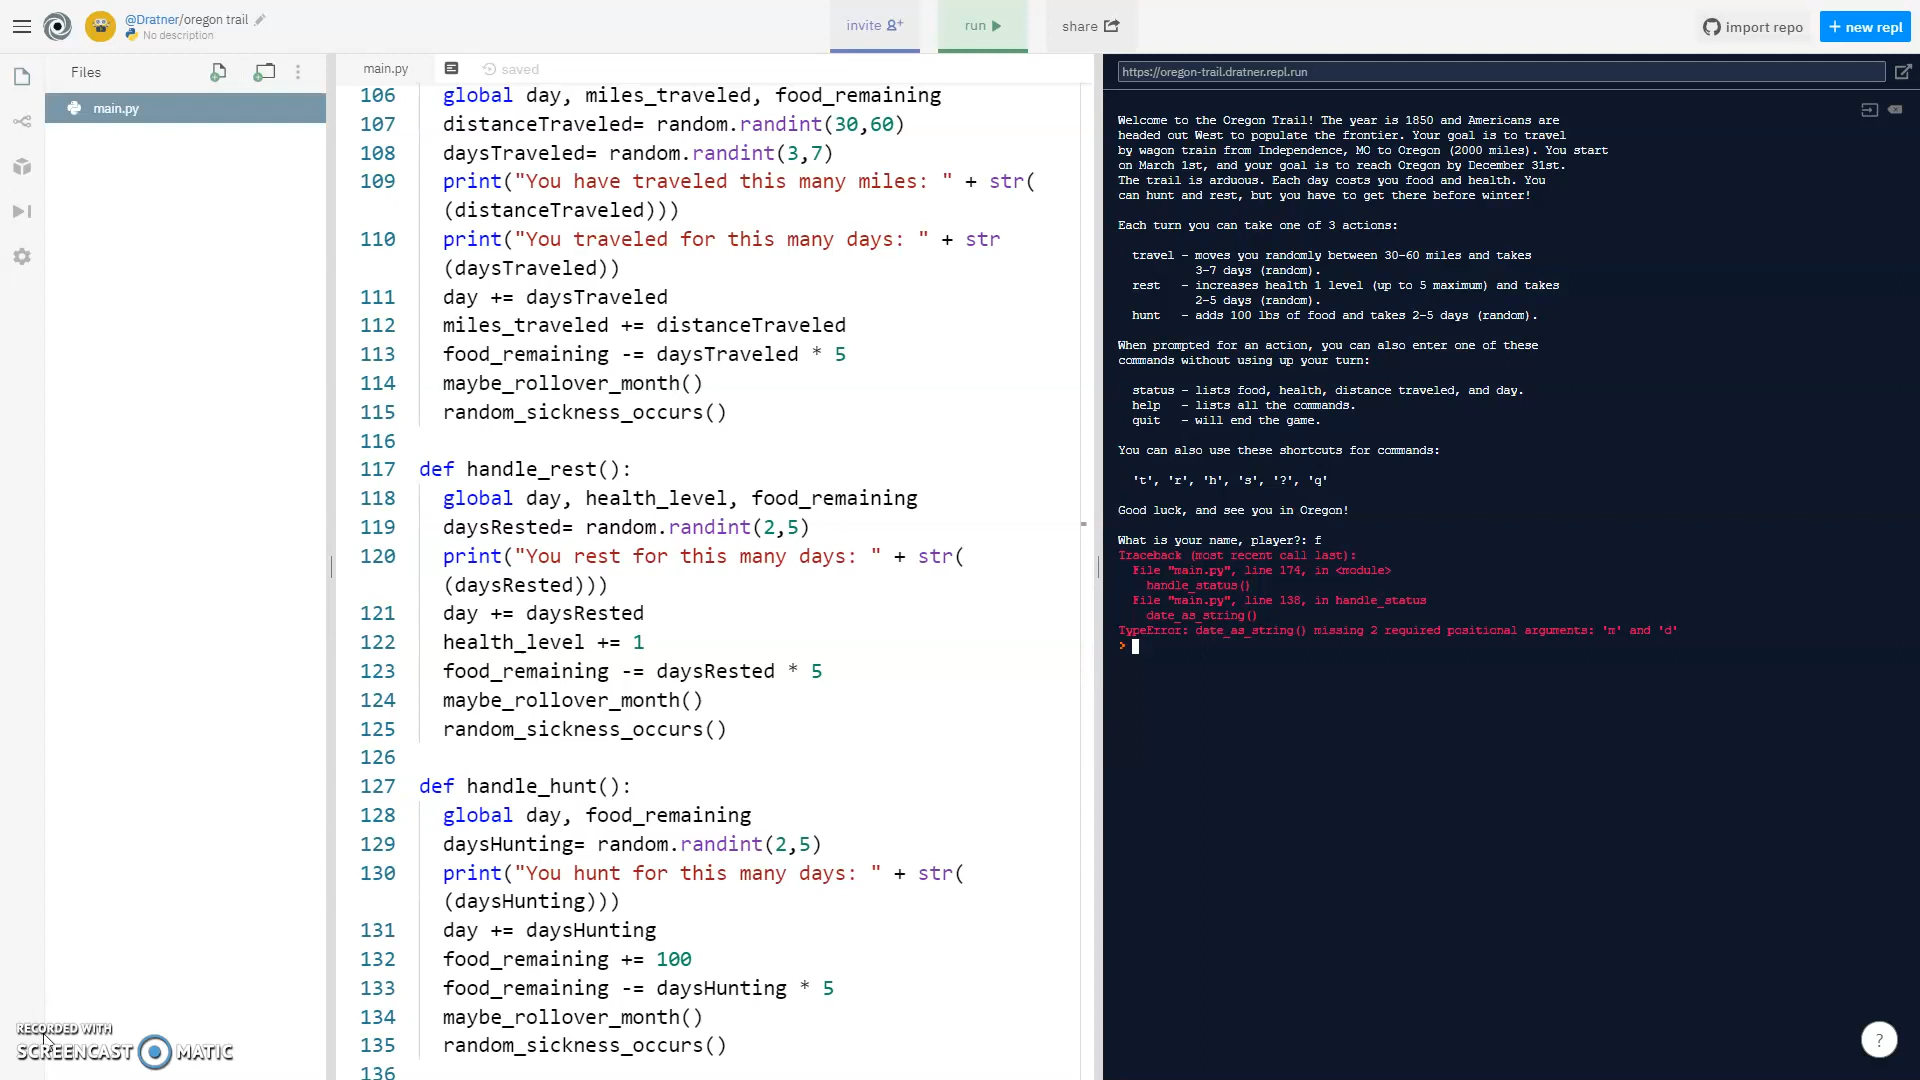 @Dratner/oregon trail
No description
invite
run
share
import repo
+ new repl
Files
main.py
main.py
saved
106 global day, miles_traveled, food_remaining
107 distanceTraveled= random.randint(30,60)
108 daysTraveled= random.randint(3,7)
109 print("You have traveled this many miles: " + str(
(distanceTraveled)))
110 print("You traveled for this many days: " + str
(daysTraveled))
111 day += daysTraveled
112 miles_traveled += distanceTraveled
113 food_remaining -= daysTraveled * 5
114 maybe_rollover_month()
115 random_sickness_occurs()
116
117 def handle_rest():
118 global day, health_level, food_remaining
119 daysRested= random.randint(2,5)
120 print("You rest for this many days: " + str(
(daysRested)))
121 day += daysRested
122 health_level += 1
123 food_remaining -= daysRested * 5
124 maybe_rollover_month()
125 random_sickness_occurs()
126
127 def handle_hunt():
128 global day, food_remaining
129 daysHunting= random.randint(2,5)
130 print("You hunt for this many days: " + str(
(daysHunting)))
131 day += daysHunting
132 food_remaining += 100
133 food_remaining -= daysHunting * 5
134 maybe_rollover_month()
135 random_sickness_occurs()
136
https://oregon-trail.dratner.repl.run
Welcome to the Oregon Trail! The year is 1850 and Americans are
headed out West to populate the frontier. Your goal is to travel
by wagon train from Independence, MO to Oregon (2000 miles). You start
on March 1st, and your goal is to reach Oregon by December 31st.
The trail is arduous. Each day costs you food and health. You
can hunt and rest, but you have to get there before winter!
Each turn you can take one of 3 actions:
travel - moves you randomly between 30-60 miles and takes
3-7 days (random).
rest - increases health 1 level (up to 5 maximum) and takes
2-5 days (random).
hunt - adds 100 lbs of food and takes 2-5 days (random).
When prompted for an action, you can also enter one of these
commands without using up your turn:
status - lists food, health, distance traveled, and day.
help - lists all the commands.
quit - will end the game.
You can also use these shortcuts for commands:
't', 'r', 'h', 's', '?', 'q'
Good luck, and see you in Oregon!
What is your name, player?: f
Traceback (most recent call last):
File "main.py", line 174, in <module>
handle_status()
File "main.py", line 138, in handle_status
date_as_string()
TypeError: date_as_string() missing 2 required positional arguments: 'm' and 'd'
>
RECORDED WITH
SCREENCAST MATIC
?